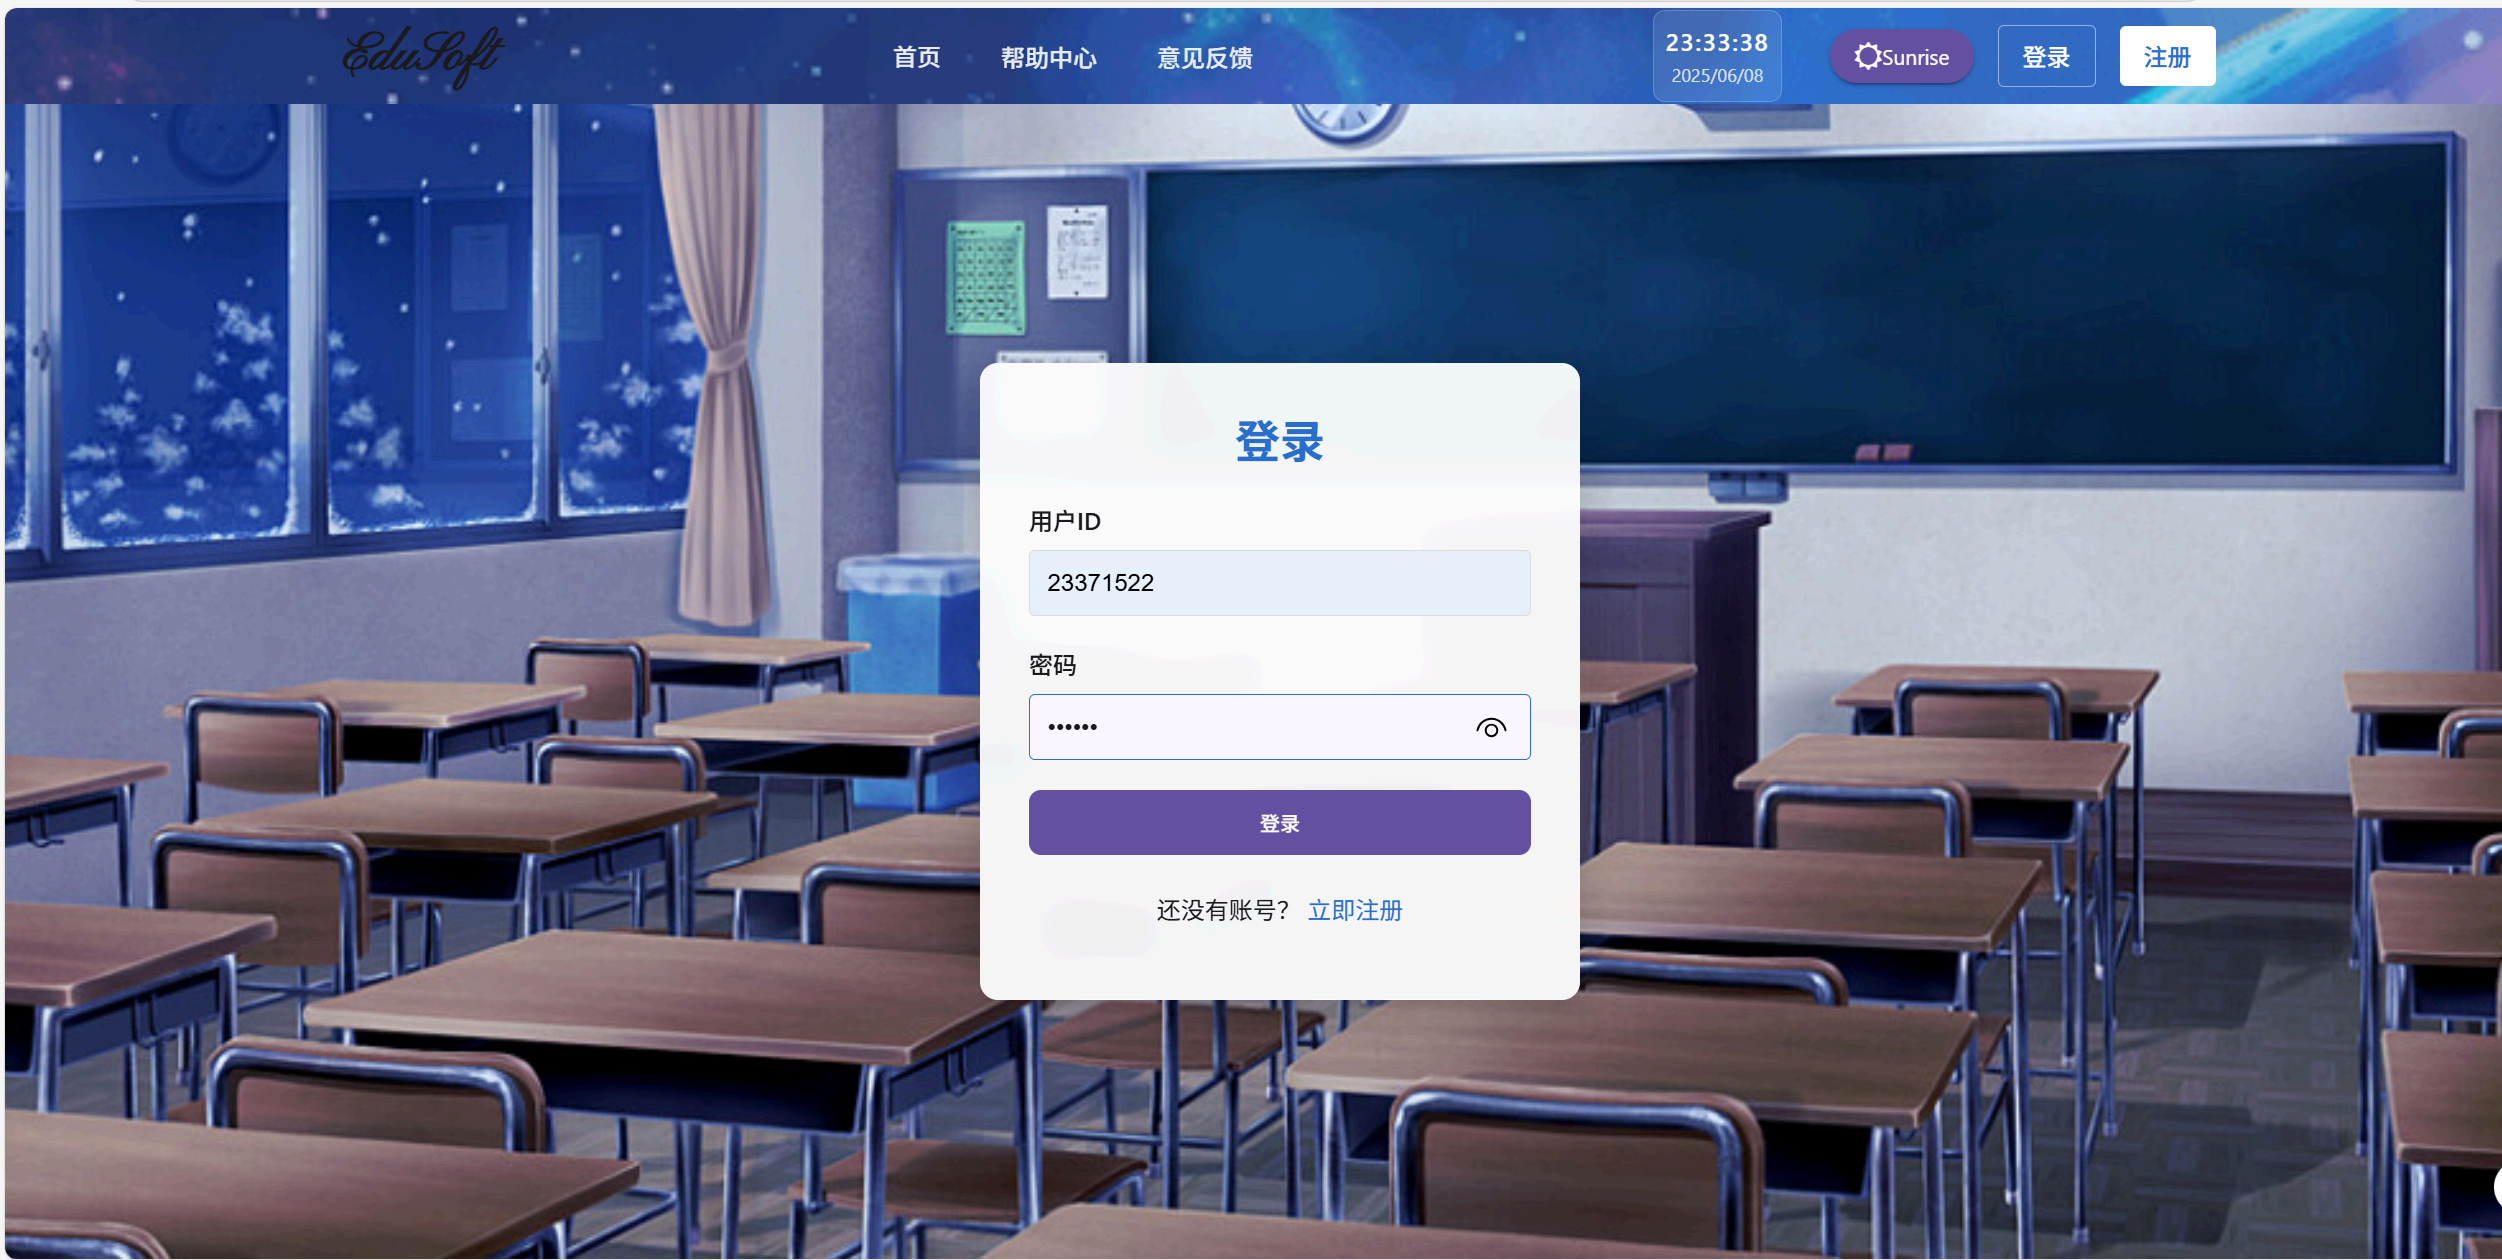 EduSoft
首页
帮助中心
意见反馈
23:33:38
2025/06/08
Sunrise
登录
注册
登录
用户ID
23371522
密码
••••••
登录
还没有账号？ 立即注册